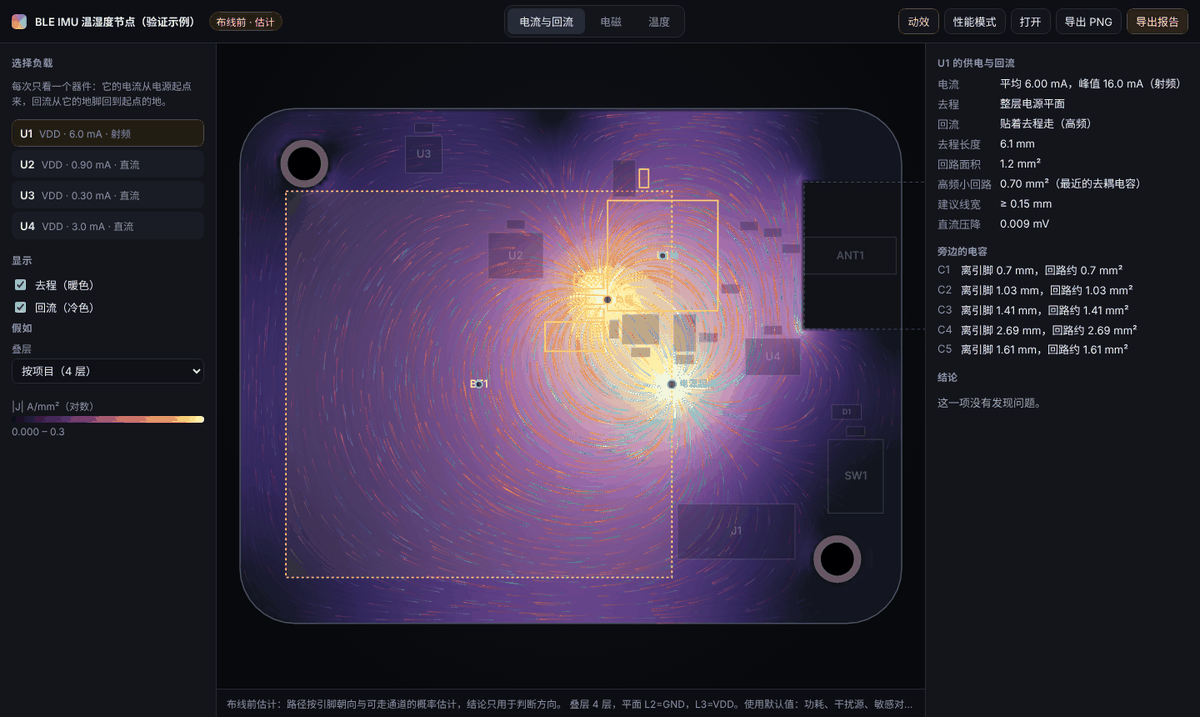 BLE IMU 温湿度节点（验证示例）
布线前 · 估计
电流与回流
电磁
温度
动效
性能模式
打开
导出 PNG
导出报告
选择负载
每次只看一个器件：它的电流从电源起点
来，回流从它的地脚回到起点的地。
U1 VDD · 6.0 mA · 射频
U2 VDD · 0.90 mA · 直流
U3 VDD · 0.30 mA · 直流
U4 VDD · 3.0 mA · 直流
显示
去程（暖色）
回流（冷色）
假如
叠层
按项目（4 层）
|J| A/mm²（对数）
0.000 – 0.3
U3
U2
ANT1
U4
D1
SW1
J1
布线前估计：路径按引脚朝向与可走通道的概率估计，结论只用于判断方向。 叠层 4 层，平面 L2=GND，L3=VDD。使用默认值：功耗、干扰源、敏感对…
U1 的供电与回流
电流 平均 6.00 mA，峰值 16.0 mA（射频）
去程 整层电源平面
回流 贴着去程走（高频）
去程长度 6.1 mm
回路面积 1.2 mm²
高频小回路 0.70 mm²（最近的去耦电容）
建议线宽 ≥ 0.15 mm
直流压降 0.009 mV
旁边的电容
C1 离引脚 0.7 mm，回路约 0.7 mm²
C2 离引脚 1.03 mm，回路约 1.03 mm²
C3 离引脚 1.41 mm，回路约 1.41 mm²
C4 离引脚 2.69 mm，回路约 2.69 mm²
C5 离引脚 1.61 mm，回路约 1.61 mm²
结论
这一项没有发现问题。